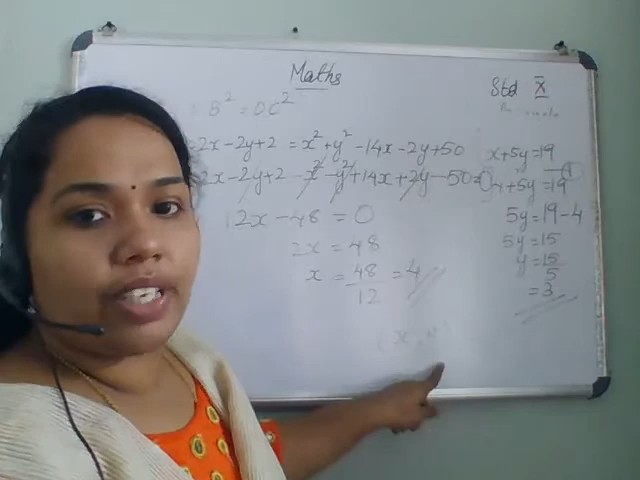 Maths
Std X
B² = OC²
-2x-2y+2 = x²+y²-14x-2y+50
2x-2y+2-x²-y²+14x+2y-50=0
12x-48 = 0
2x = 48
x = 48/12 = 4
x+5y=19 —①
4+5y=19
5y=19-4
5y=15
y=15/5
=3